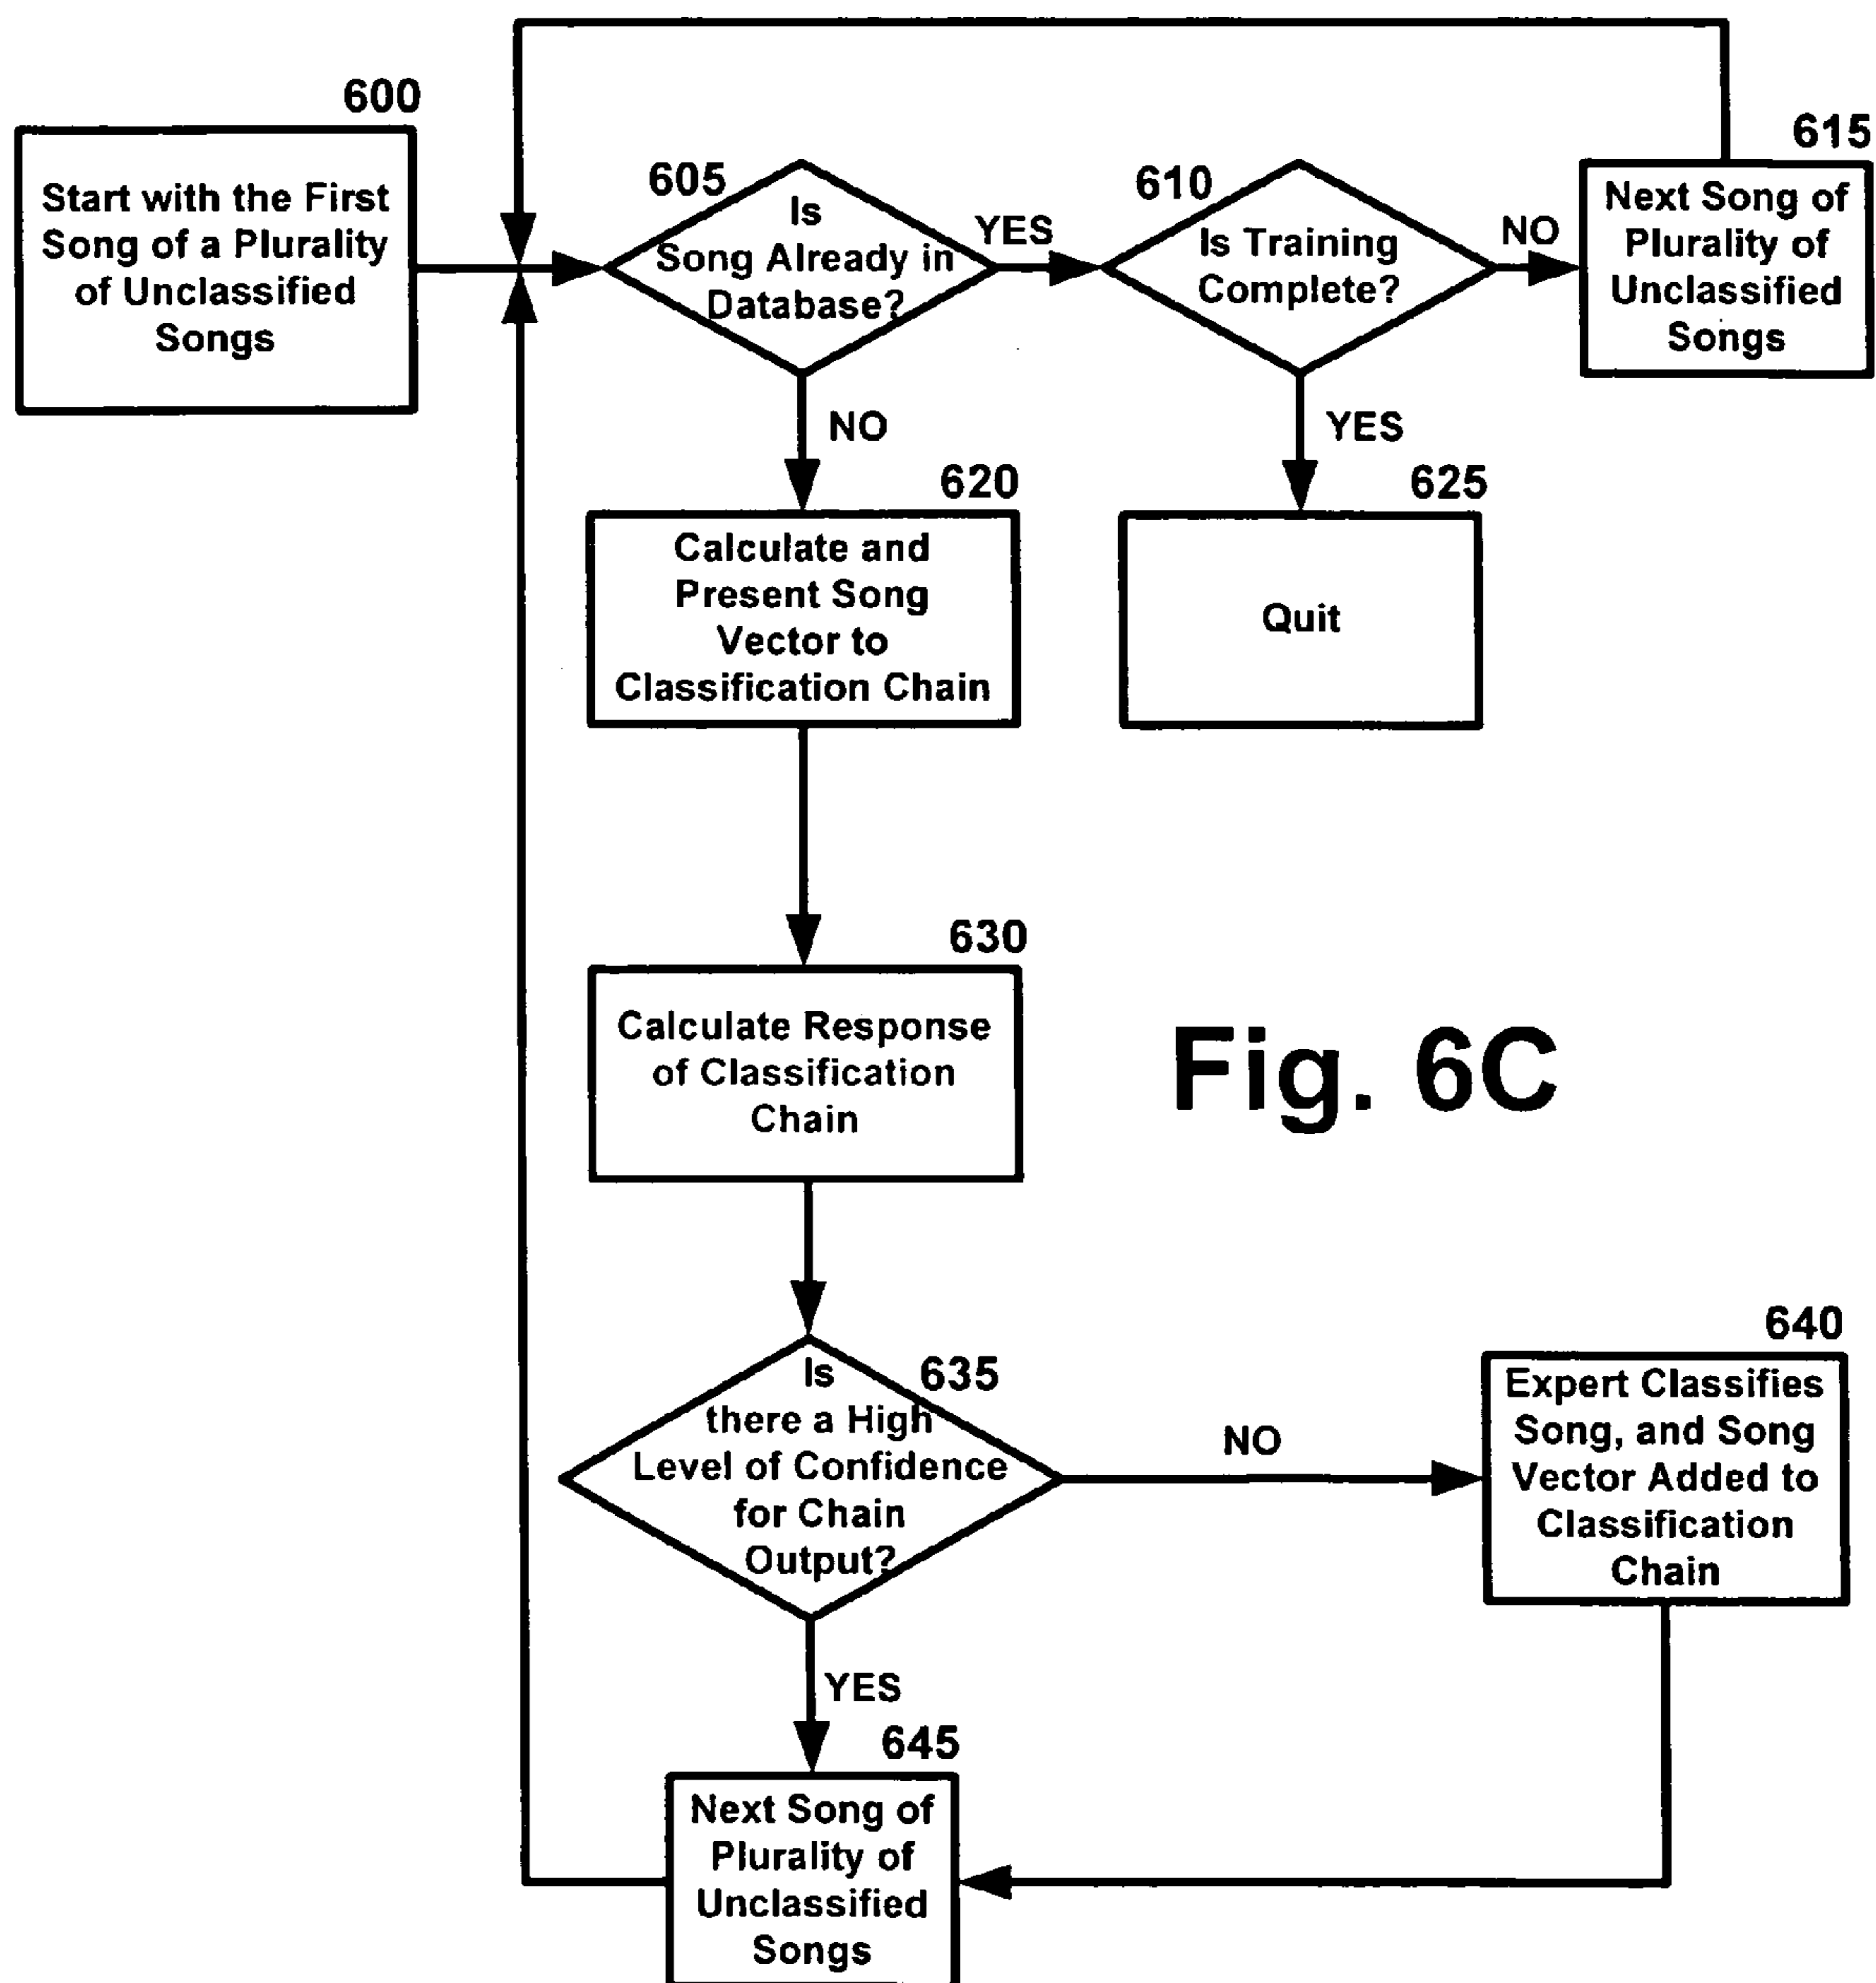 600
Start with the First
Song of a Plurality
of Unclassified
Songs
605
Is
Song Already in
Database?
YES
610
Is Training
Complete?
NO
615
Next Song of
Plurality of
Unclassified
Songs
NO
YES
620
Calculate and
Present Song
Vector to
Classification Chain
625
Quit
630
Calculate Response
of Classification
Chain
Fig. 6C
635
Is
there a High
Level of Confidence
for Chain
Output?
NO
640
Expert Classifies
Song, and Song
Vector Added to
Classification
Chain
YES
645
Next Song of
Plurality of
Unclassified
Songs